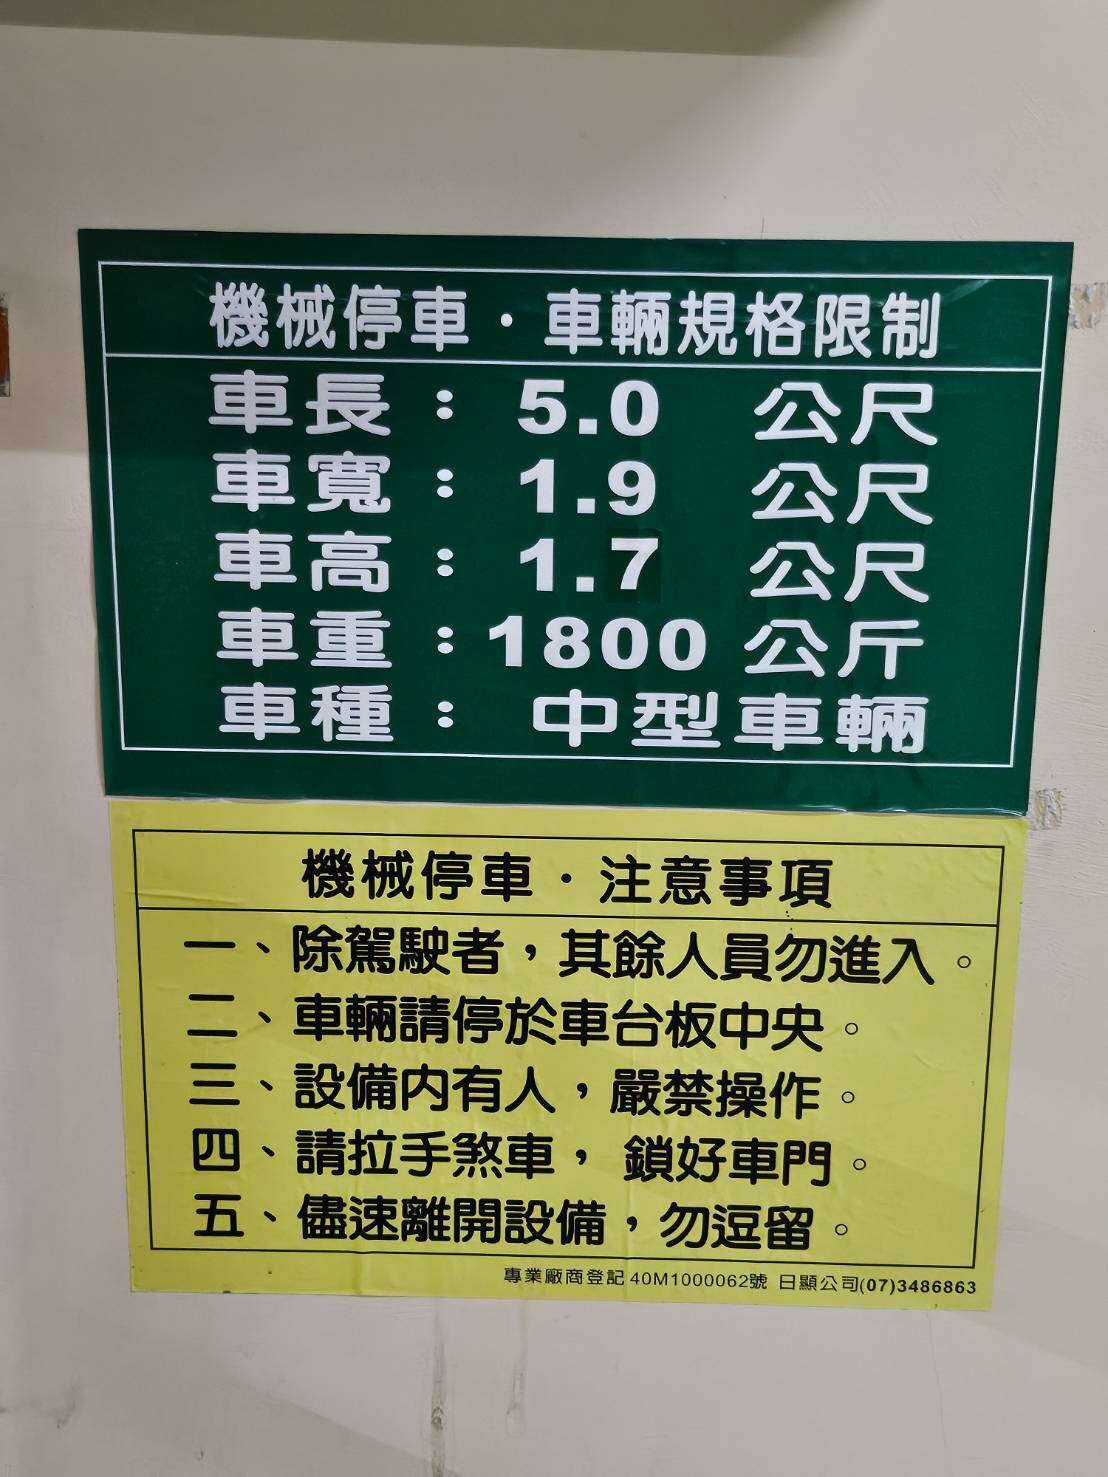 機械停車・車輛規格限制
車長：5.0 公尺
車寬：1.9 公尺
車高：1.7 公尺
車重：1800 公斤
車種：中型車輛
機械停車・注意事項
一、除駕駛者，其餘人員勿進入。
二、車輛請停於車台板中央。
三、設備內有人，嚴禁操作。
四、請拉手煞車，鎖好車門。
五、儘速離開設備，勿逗留。
專業廠商登記40M1000062號 日顯公司(07)3486863